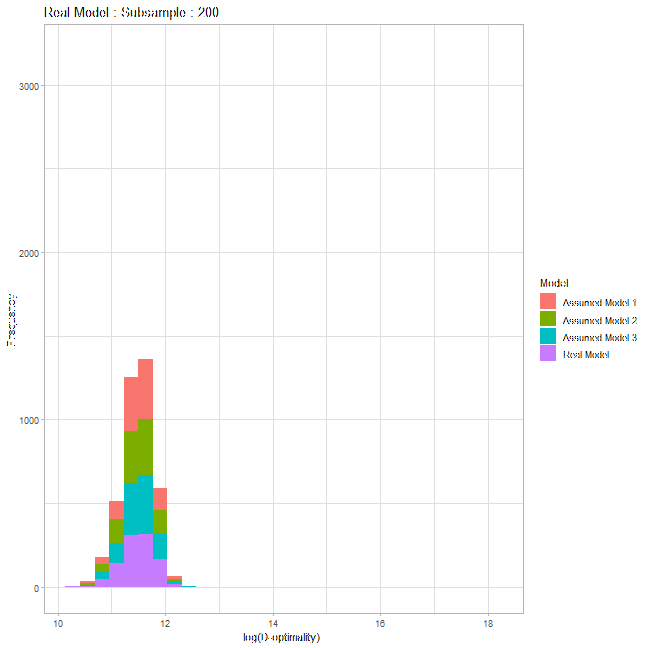 Real Model : Subsample : 200
3000
2000
1000
0
Frequency
10 12 14 16 18
log(D-optimality)
Model
Assumed Model 1
Assumed Model 2
Assumed Model 3
Real Model